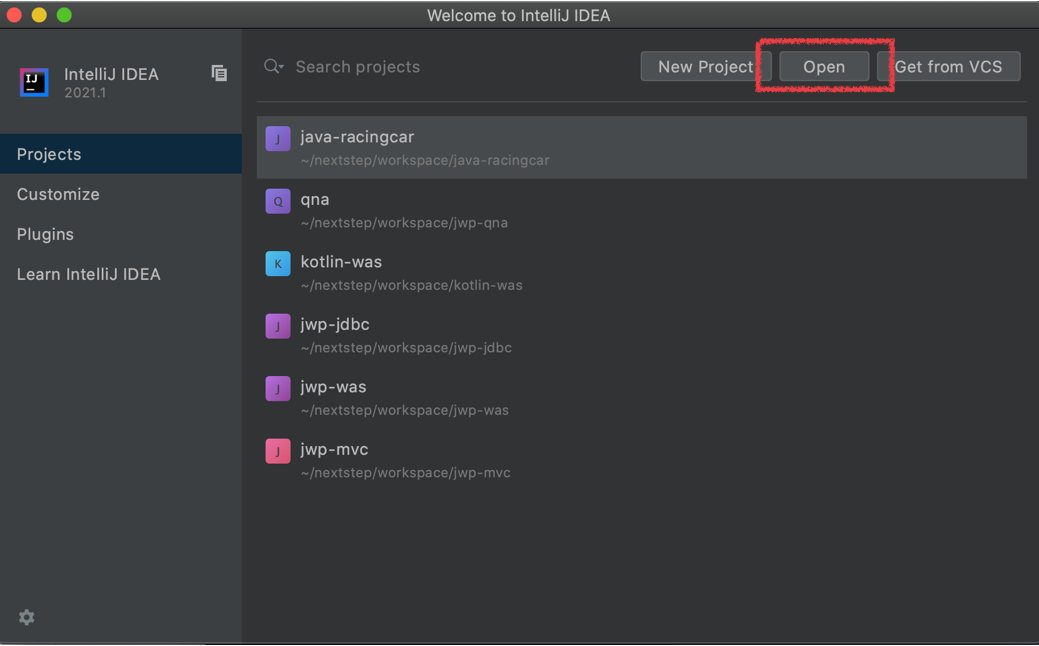 Welcome to IntelliJ IDEA
IJ
IntelliJ IDEA
2021.1
Projects
Customize
Plugins
Learn IntelliJ IDEA
Search projects
New Project
Open
Get from VCS
J
java-racingcar
~/nextstep/workspace/java-racingcar
Q
qna
~/nextstep/workspace/jwp-qna
K
kotlin-was
~/nextstep/workspace/kotlin-was
J
jwp-jdbc
~/nextstep/workspace/jwp-jdbc
J
jwp-was
~/nextstep/workspace/jwp-was
J
jwp-mvc
~/nextstep/workspace/jwp-mvc